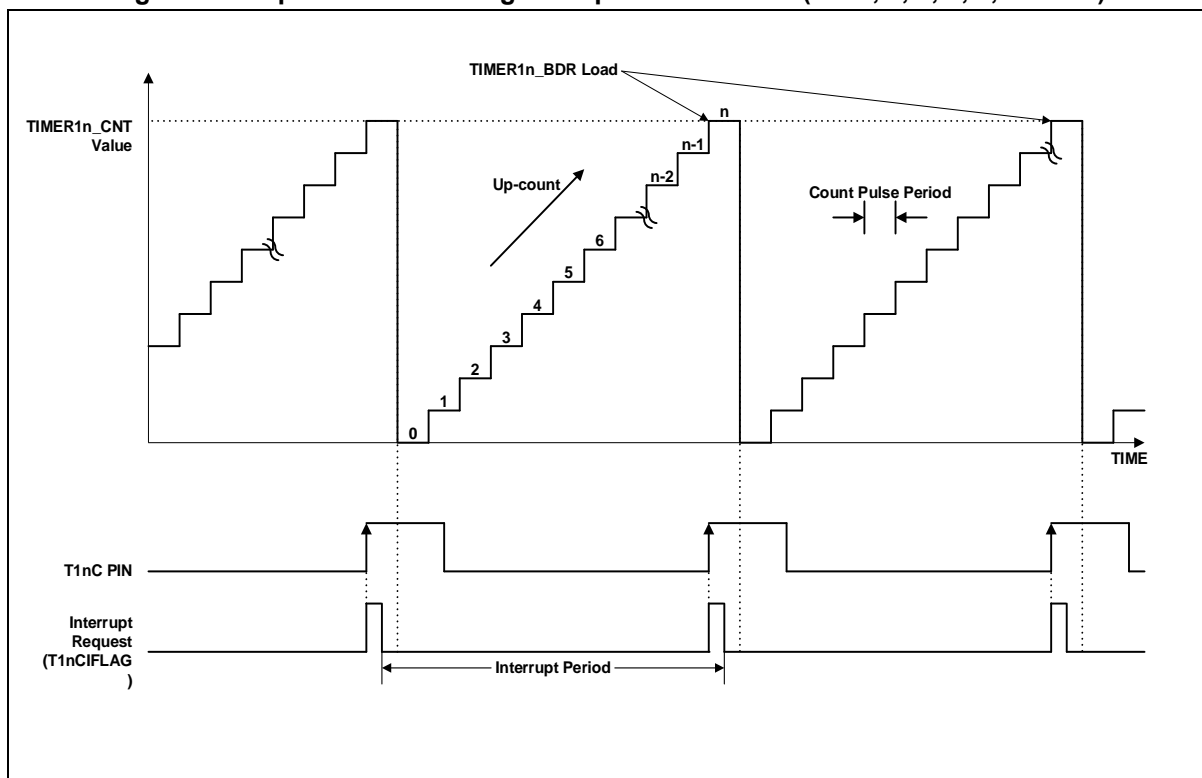 TIMER1n_BDR Load
TIMER1n_CNT
Value
n
n-1
n-2
Up-count
Count Pulse Period
6
5
4
3
2
1
0
TIME
T1nC PIN
Interrupt
Request
(T1nCIFLAG
)
Interrupt Period